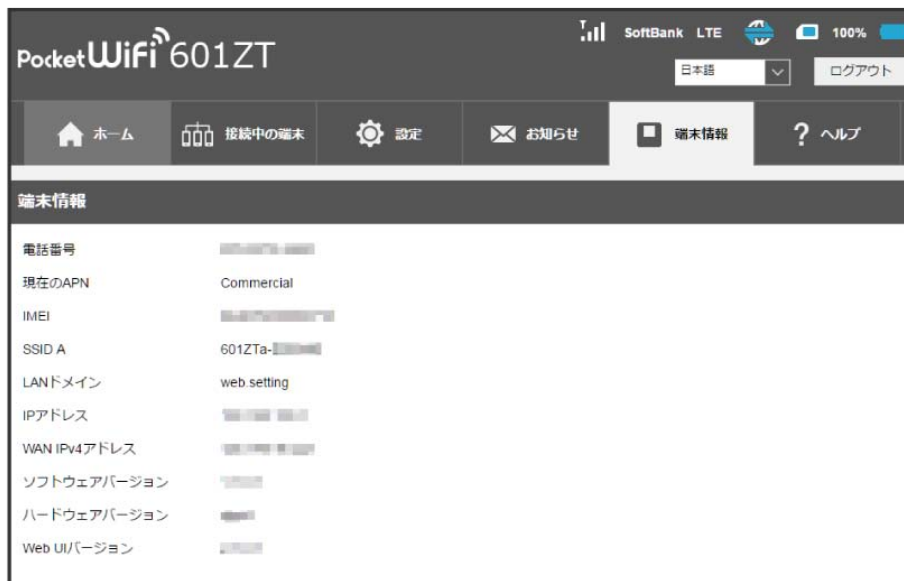 Pocket WiFi 601ZT
SoftBank LTE 100%
日本語 ログアウト
ホーム 接続中の端末 設定 お知らせ 端末情報 ? ヘルプ
端末情報
電話番号
現在のAPN Commercial
IMEI
SSID A 601ZTa-
LANドメイン web.setting
IPアドレス
WAN IPv4アドレス
ソフトウェアバージョン
ハードウェアバージョン
Web UIバージョン